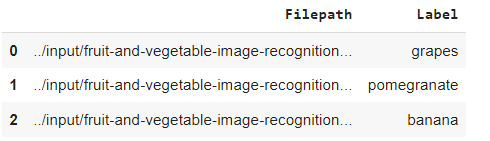 Filepath Label
0 ../input/fruit-and-vegetable-image-recognition... grapes
1 ../input/fruit-and-vegetable-image-recognition... pomegranate
2 ../input/fruit-and-vegetable-image-recognition... banana